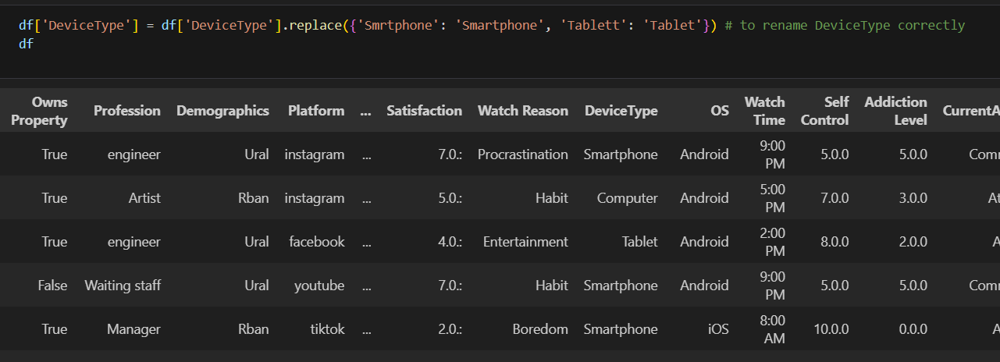 df['DeviceType'] = df['DeviceType'].replace({'Smrtphone': 'Smartphone', 'Tablett': 'Tablet'}) # to rename DeviceType correctly
df
Owns Property Profession Demographics Platform ... Satisfaction Watch Reason DeviceType OS Watch Time Self Control Addiction Level CurrentA
True engineer Ural instagram ... 7.0.: Procrastination Smartphone Android 9:00 PM 5.0.0 5.0.0 Com
True Artist Rban instagram ... 5.0.: Habit Computer Android 5:00 PM 7.0.0 3.0.0 At
True engineer Ural facebook ... 4.0.: Entertainment Tablet Android 2:00 PM 8.0.0 2.0.0 A
False Waiting staff Ural youtube ... 7.0.: Habit Smartphone Android 9:00 PM 5.0.0 5.0.0 Com
True Manager Rban tiktok ... 2.0.: Boredom Smartphone iOS 8:00 AM 10.0.0 0.0.0 A